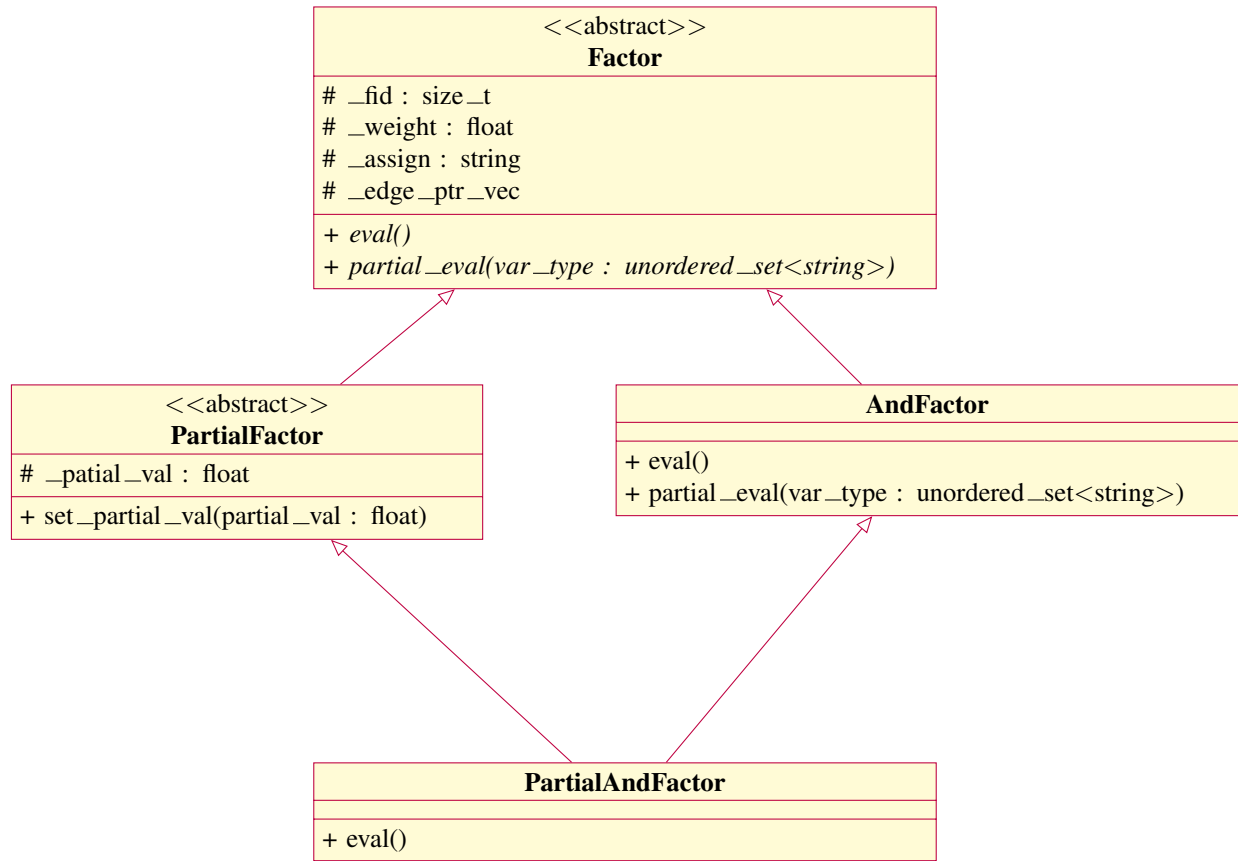 <<abstract>>
Factor
# _fid : size_t
# _weight : float
# _assign : string
# _edge_ptr_vec
+ eval()
+ partial_eval(var_type : unordered_set<string>)
<<abstract>>
PartialFactor
# _patial_val : float
+ set_partial_val(partial_val : float)
AndFactor
+ eval()
+ partial_eval(var_type : unordered_set<string>)
PartialAndFactor
+ eval()